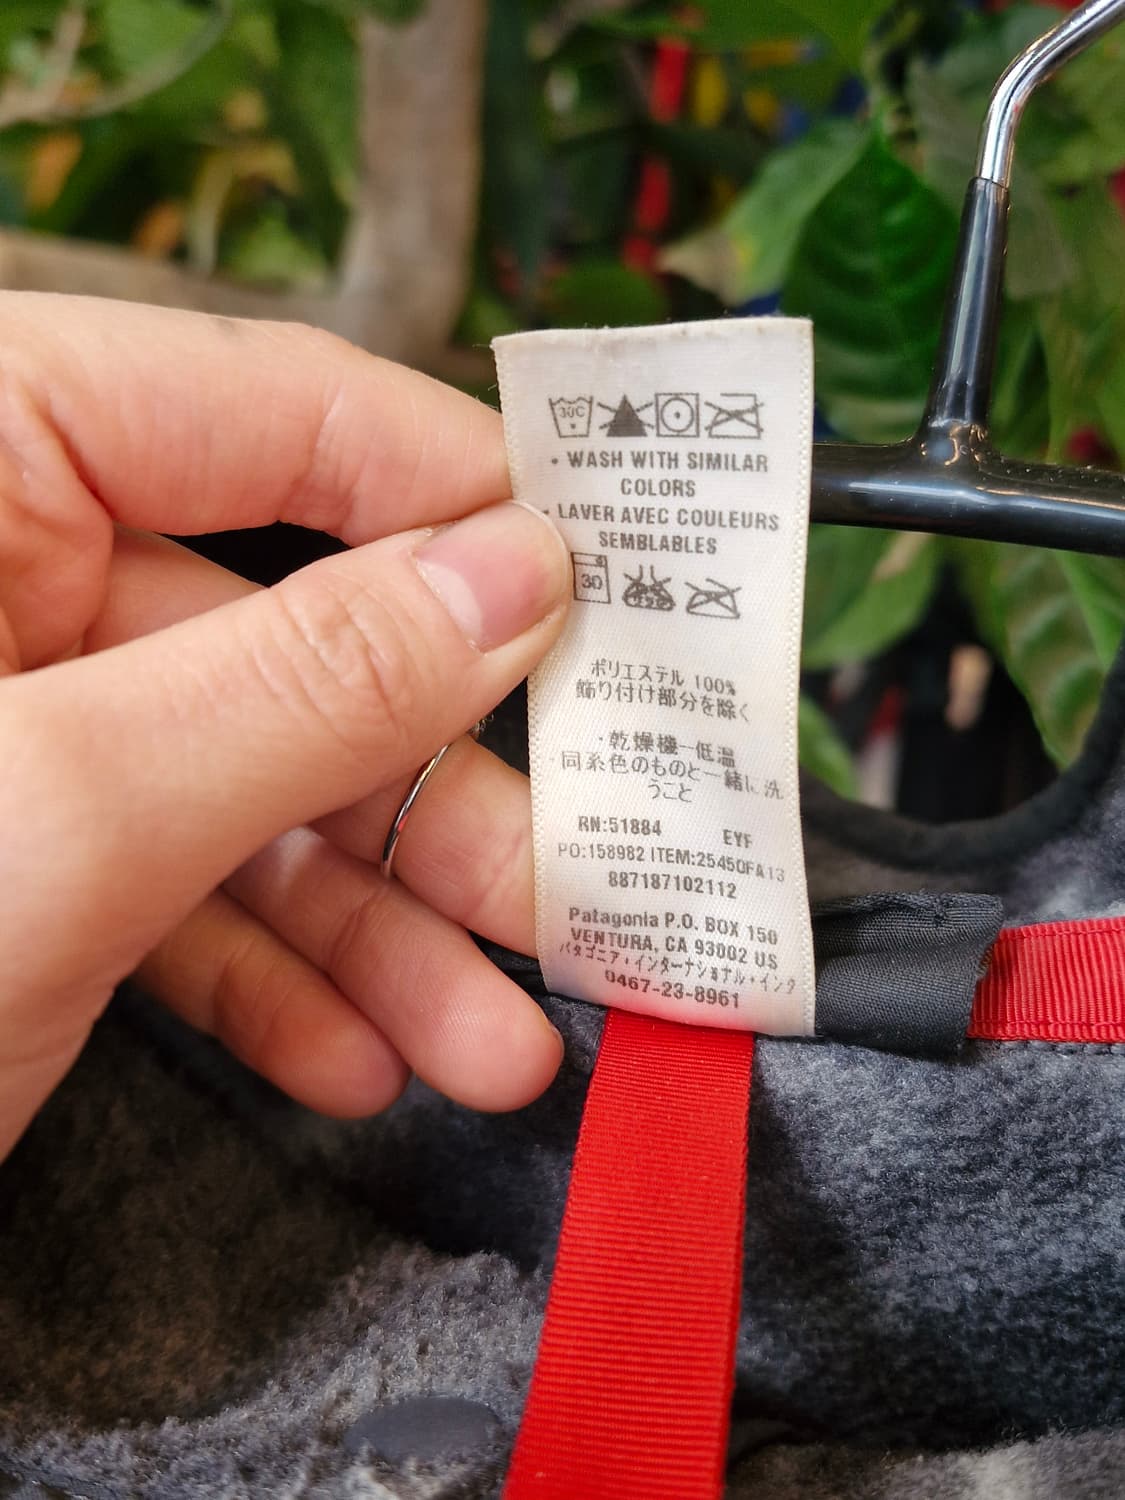 30C
• WASH WITH SIMILAR
COLORS
• LAVER AVEC COULEURS
SEMBLABLES
30
ポリエステル 100%
飾り付け部分を除く
・乾燥機−低温
・同系色のものと一緒に洗
うこと
RN:51884 EYF
PO:158982 ITEM:25450FA13
887187102112
Patagonia P.O. BOX 150
VENTURA, CA 93002 US
パタゴニア・インターナショナル・インク
0467-23-8961